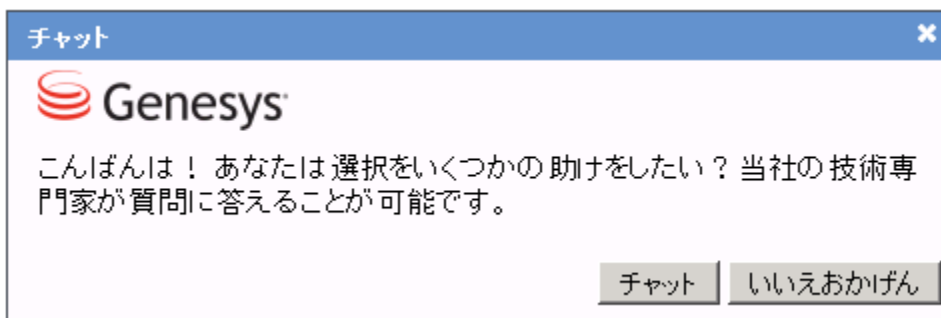 チャット
Genesys
こんばんは！ あなたは選択をいくつかの助けをしたい？当社の技術専
門家が質問に答えることが可能です。
チャット いいえおかげん